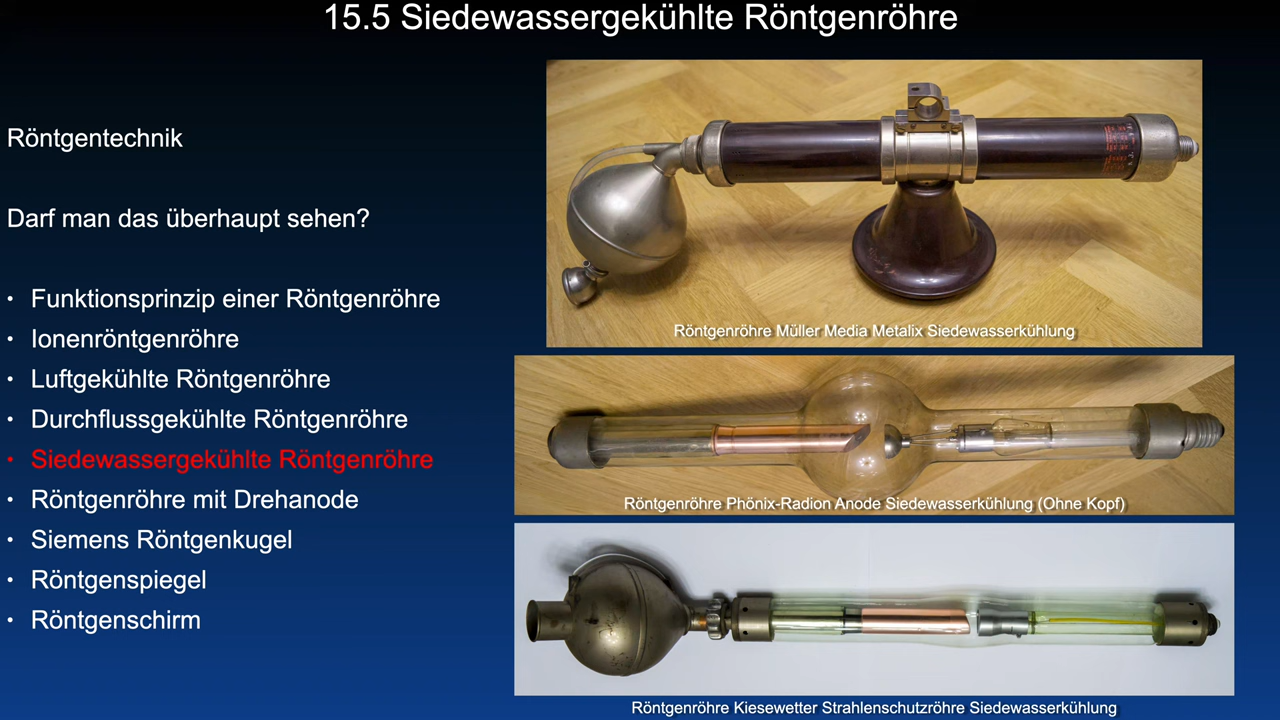 15.5 Siedewassergekühlte Röntgenröhre
Röntgentechnik
Darf man das überhaupt sehen?
• Funktionsprinzip einer Röntgenröhre
• Ionenröntgenröhre
• Luftgekühlte Röntgenröhre
• Durchflussgekühlte Röntgenröhre
• Siedewassergekühlte Röntgenröhre
• Röntgenröhre mit Drehanode
• Siemens Röntgenkugel
• Röntgenspiegel
• Röntgenschirm
Röntgenröhre Müller Media Metalix Siedewasserkühlung
Röntgenröhre Phönix-Radion Anode Siedewasserkühlung (Ohne Kopf)
Röntgenröhre Kiesewetter Strahlenschutzröhre Siedewasserkühlung